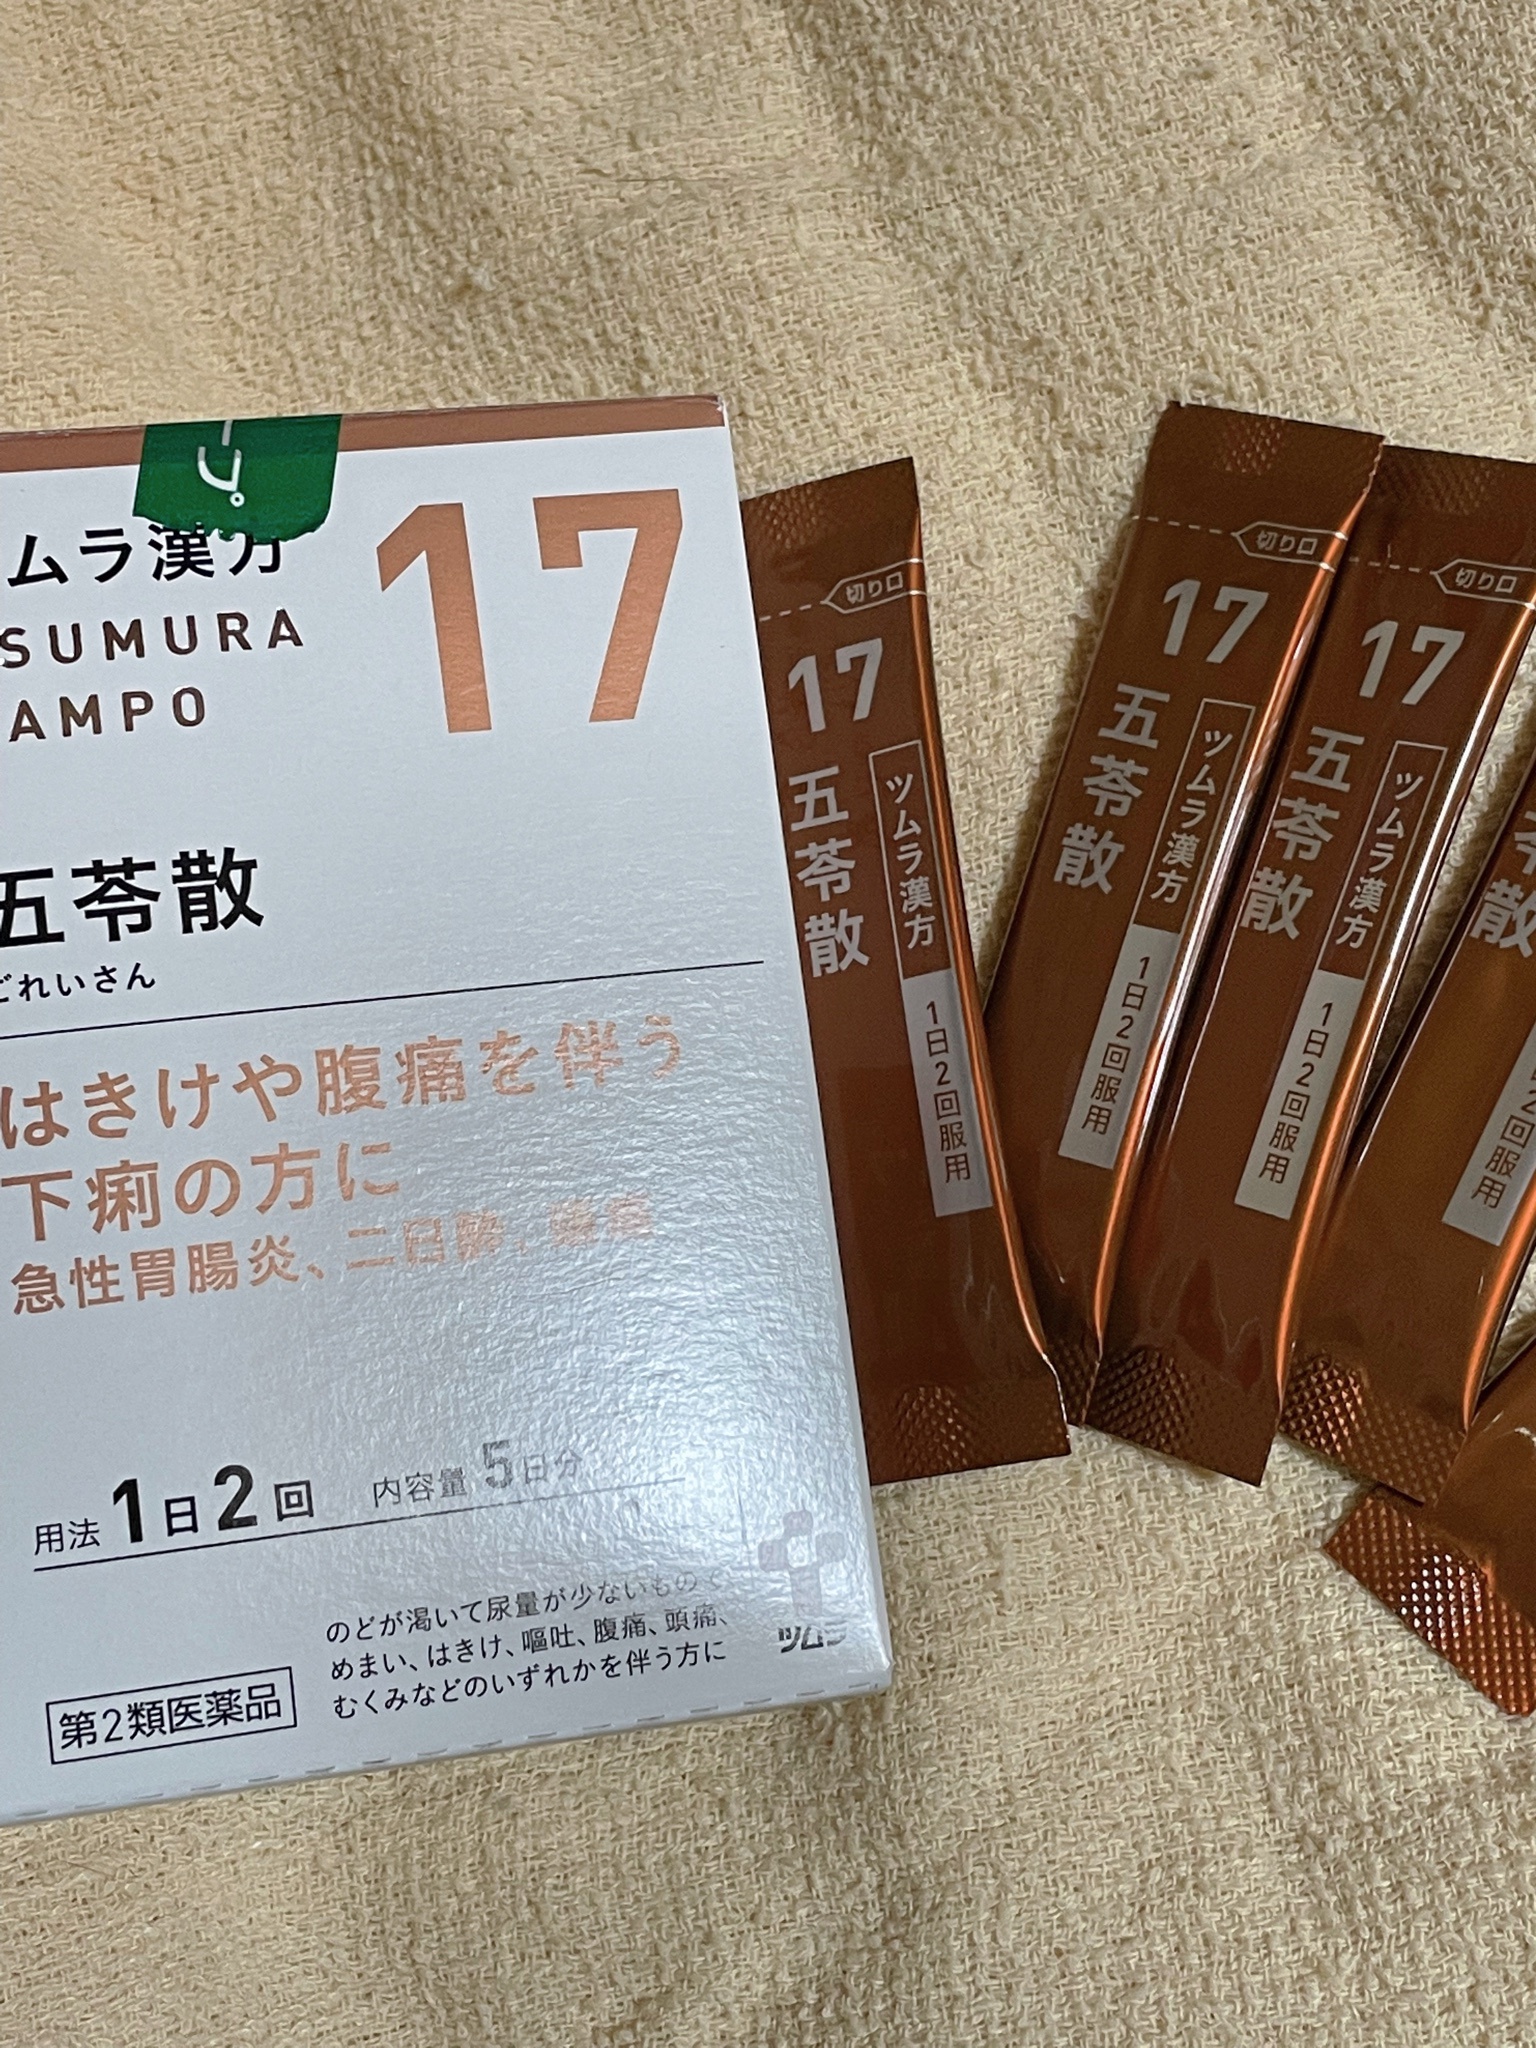 ープ
ムラ漢方
SUMURA
AMPO
17
五苓散
ごれいさん
はきけや腹痛を伴う
下痢の方に
急性胃腸炎、二日酔、頭痛
用法 1日2回 内容量 5日分
第2類医薬品
のどが渇いて尿量が少ないもので
めまい、はきけ、嘔吐、腹痛、頭痛、
むくみなどのいずれかを伴う方に
ツムラ
切り口
17
五苓散
ツムラ漢方
1日2回服用
切り口
17
五苓散
ツムラ漢方
1日2回服用
切り口
17
五苓散
ツムラ漢方
1日2回服用
苓散
2回服用